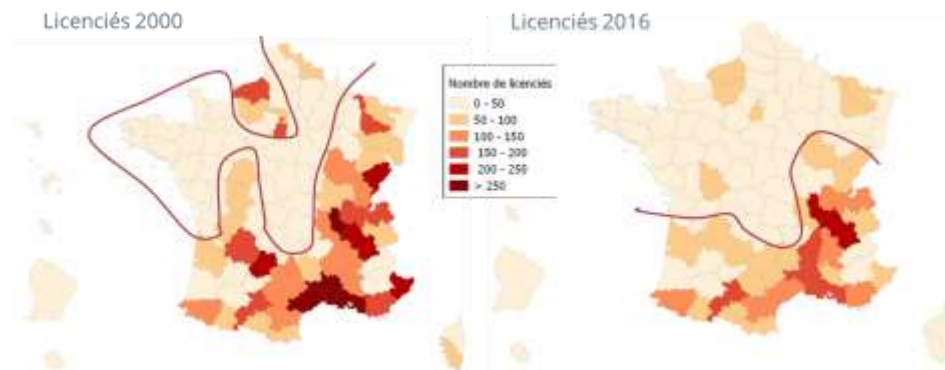 Licenciés 2000
Licenciés 2016
Nombre de licenciés
0 - 50
50 - 100
100 - 150
150 - 200
200 - 250
> 250